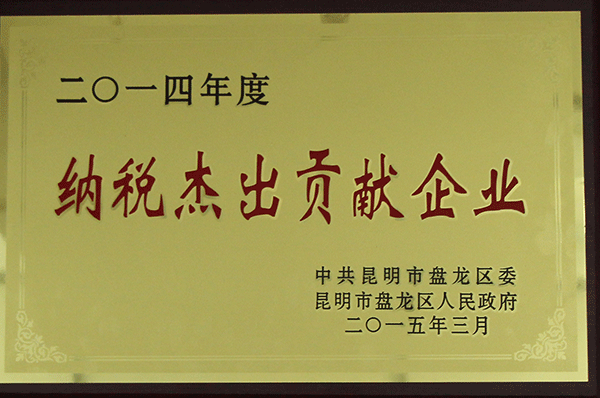 二〇一四年度
纳税杰出贡献企业
中共昆明市盘龙区委
昆明市盘龙区人民政府
二〇一五年三月